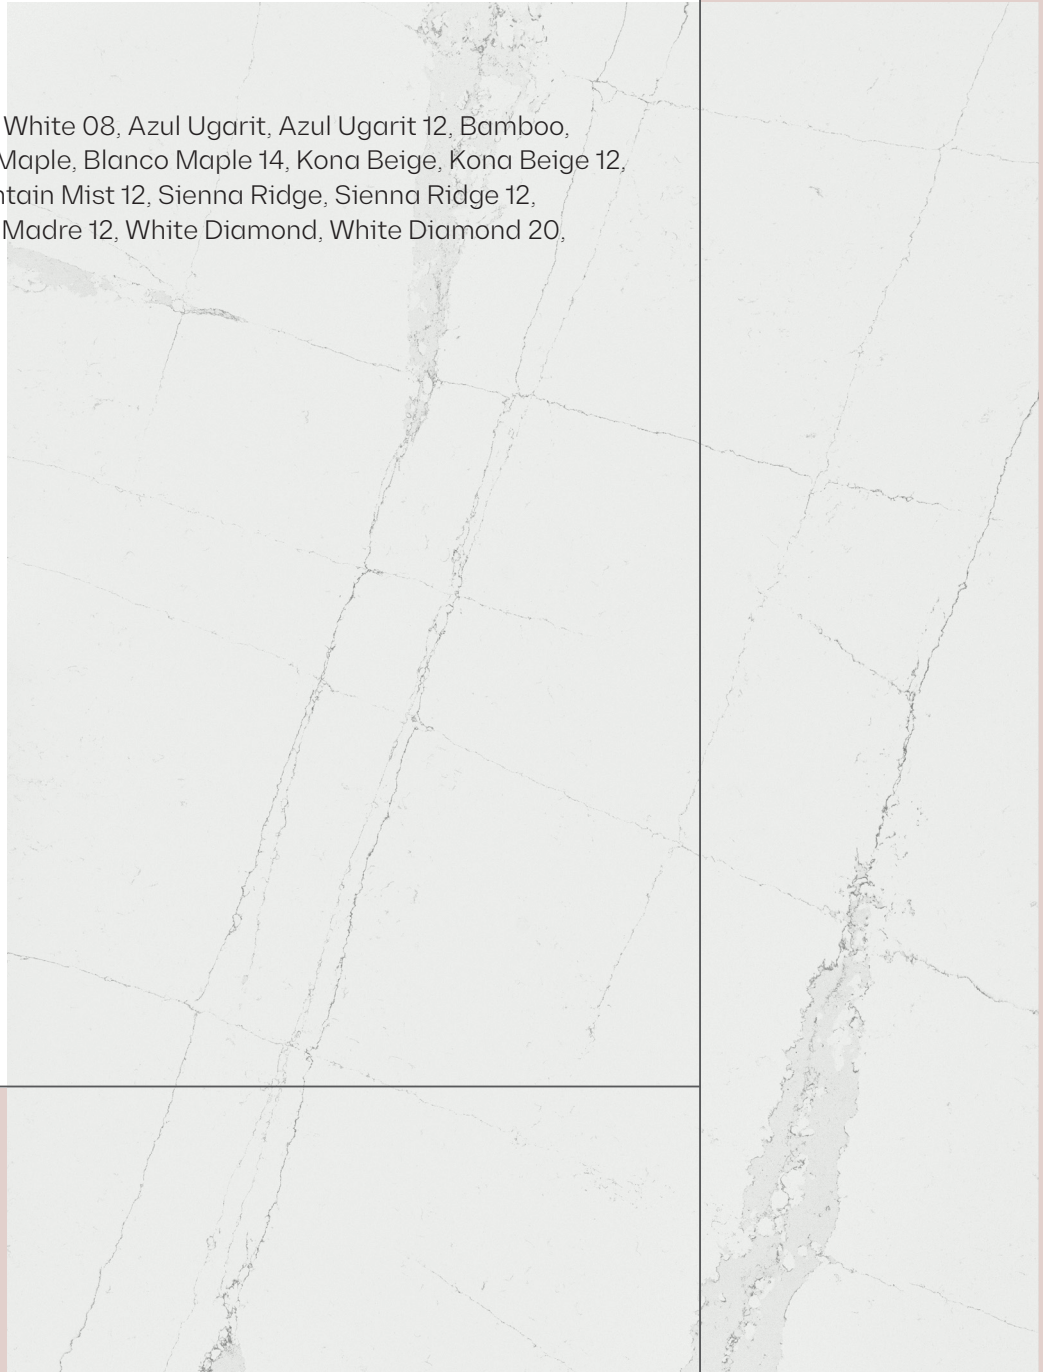 White 08, Azul Ugarit, Azul Ugarit 12, Bamboo,
Maple, Blanco Maple 14, Kona Beige, Kona Beige 12,
ntain Mist 12, Sienna Ridge, Sienna Ridge 12,
Madre 12, White Diamond, White Diamond 20,